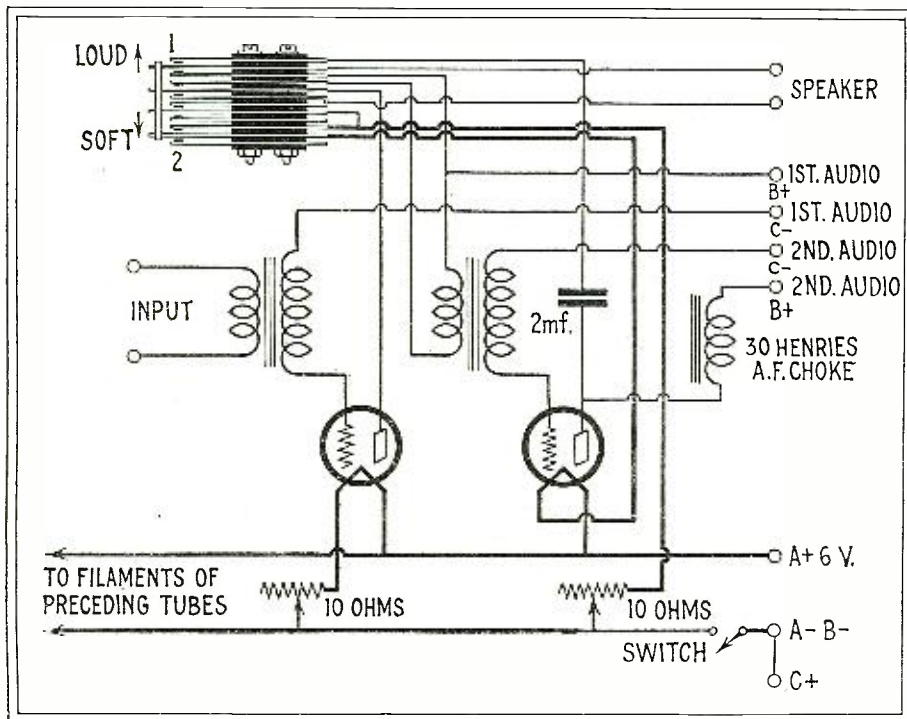 1
LOUD
SOFT
2
SPEAKER
1ST. AUDIO
B+
1ST. AUDIO
C-
2ND. AUDIO
C-
2ND. AUDIO
B+
INPUT
2mf.
30 HENRIES
A.F. CHOKE
A+ 6 V.
TO FILAMENTS OF
PRECEDING TUBES
10 OHMS
10 OHMS
A- B-
SWITCH
C+